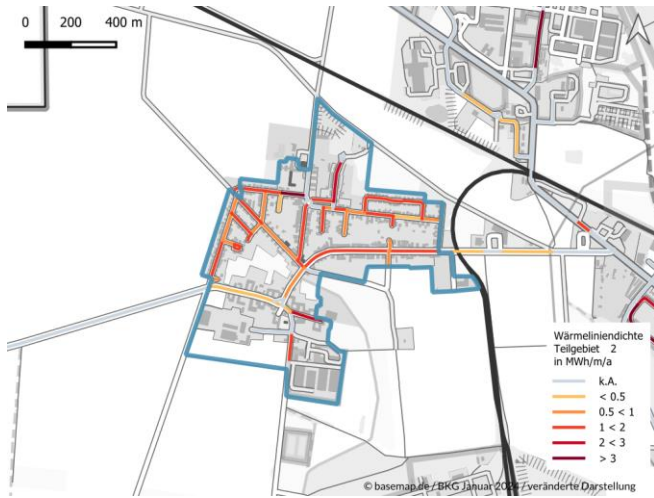 0 200 400 m
Wärmeliniendichte
Teilgebiet 2
in MWh/m/a
k.A.
< 0.5
0.5 < 1
1 < 2
2 < 3
> 3
© basemap.de / BKG Januar 2024 / veränderte Darstellung